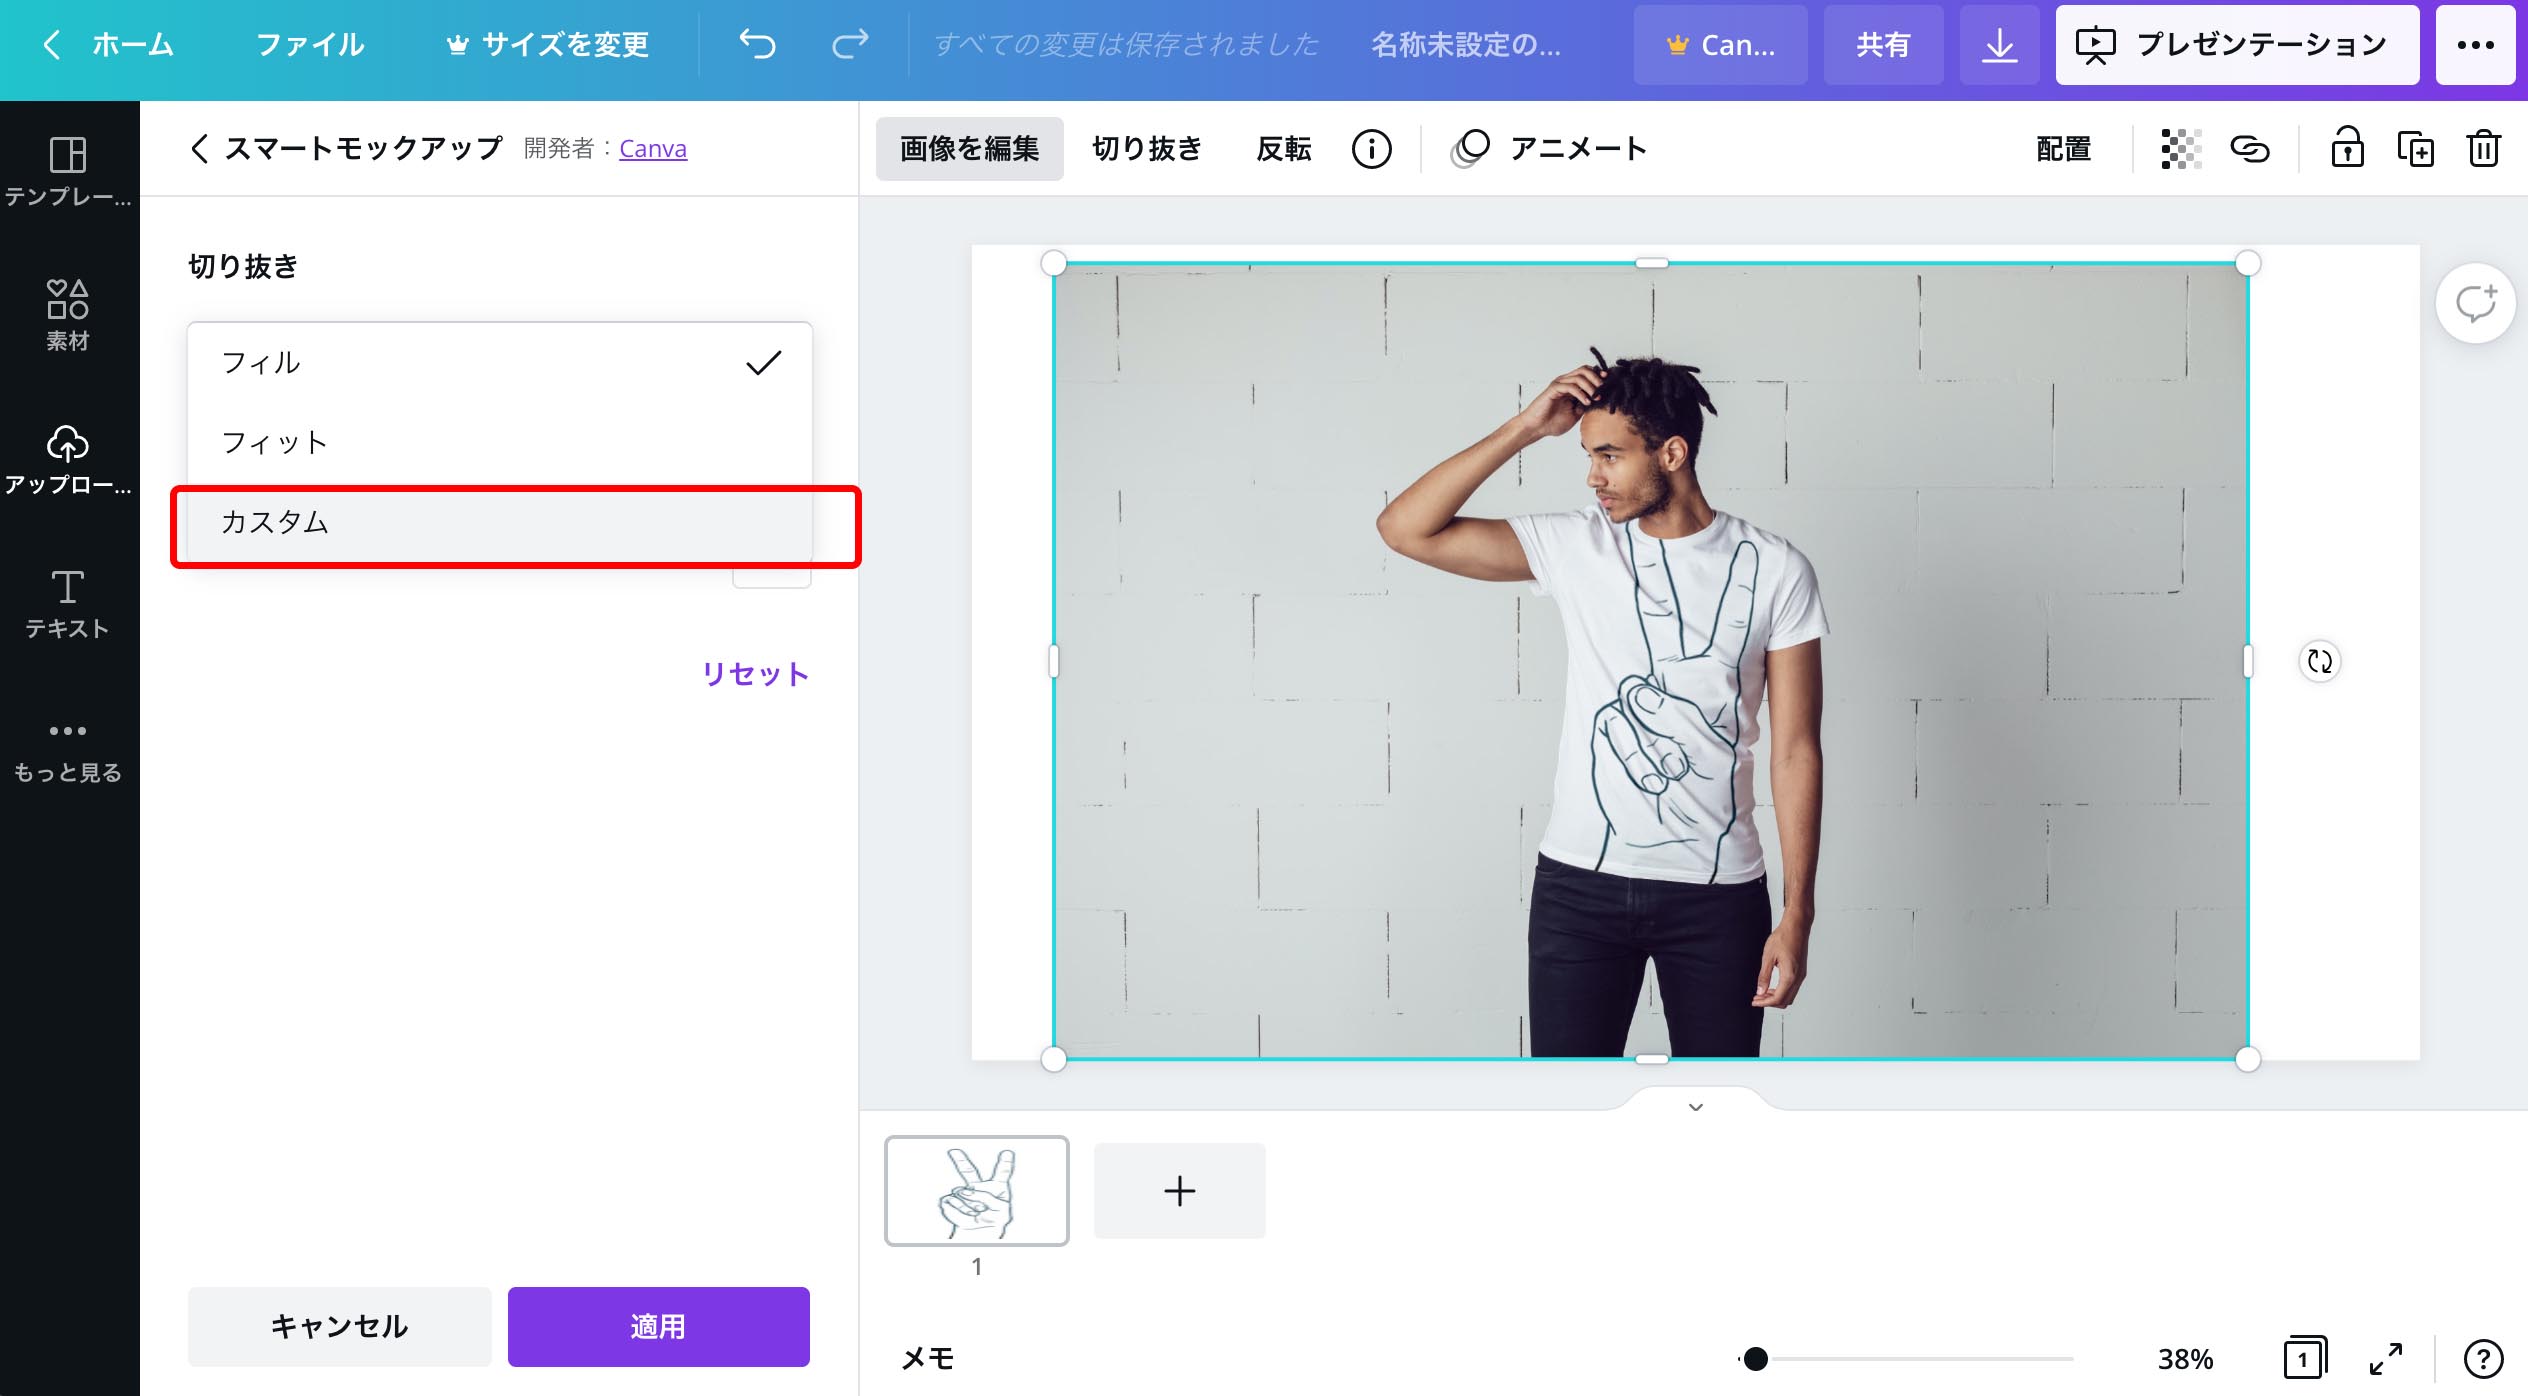 ホーム
ファイル
サイズを変更
すべての変更は保存されました
名称未設定の...
Can...
共有
プレゼンテーション
テンプレー...
素材
アップロー...
テキスト
もっと見る
スマートモックアップ
開発者：Canva
切り抜き
フィル
フィット
カスタム
リセット
キャンセル
適用
画像を編集
切り抜き
反転
アニメート
配置
1
メモ
38%
1